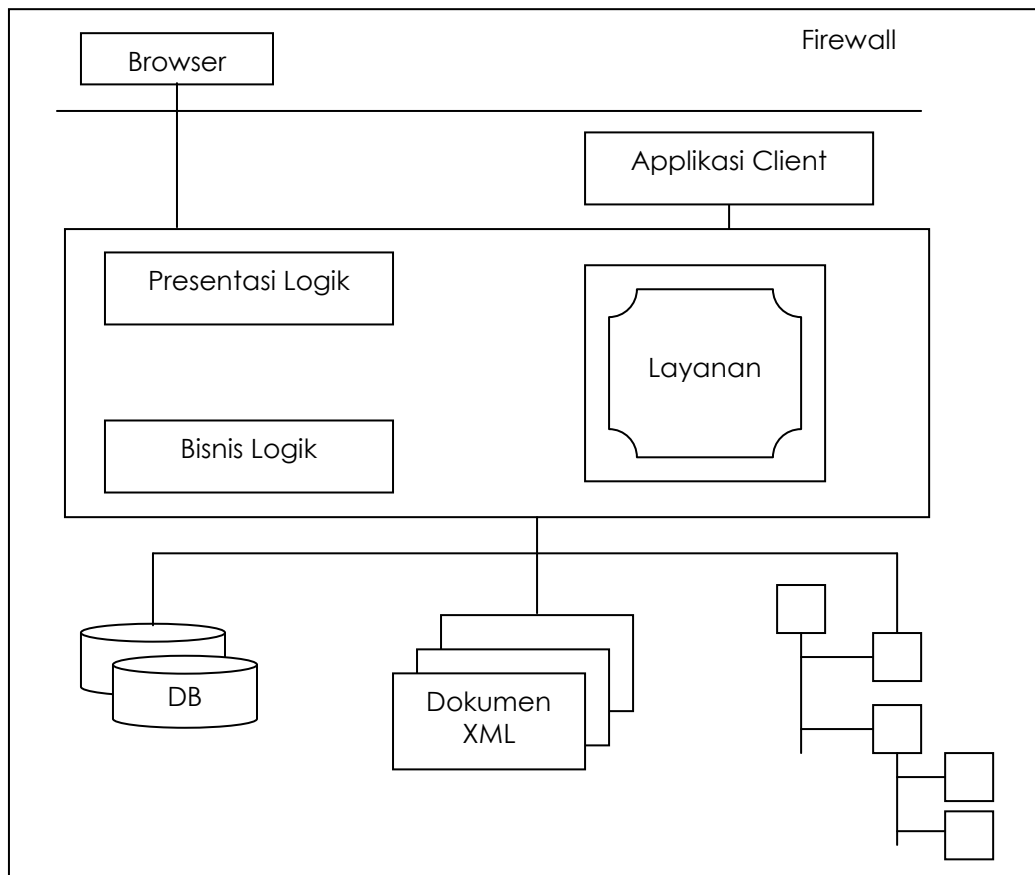 Firewall
Browser
Applikasi Client
Presentasi Logik
Layanan
Bisnis Logik
DB
Dokumen
XML